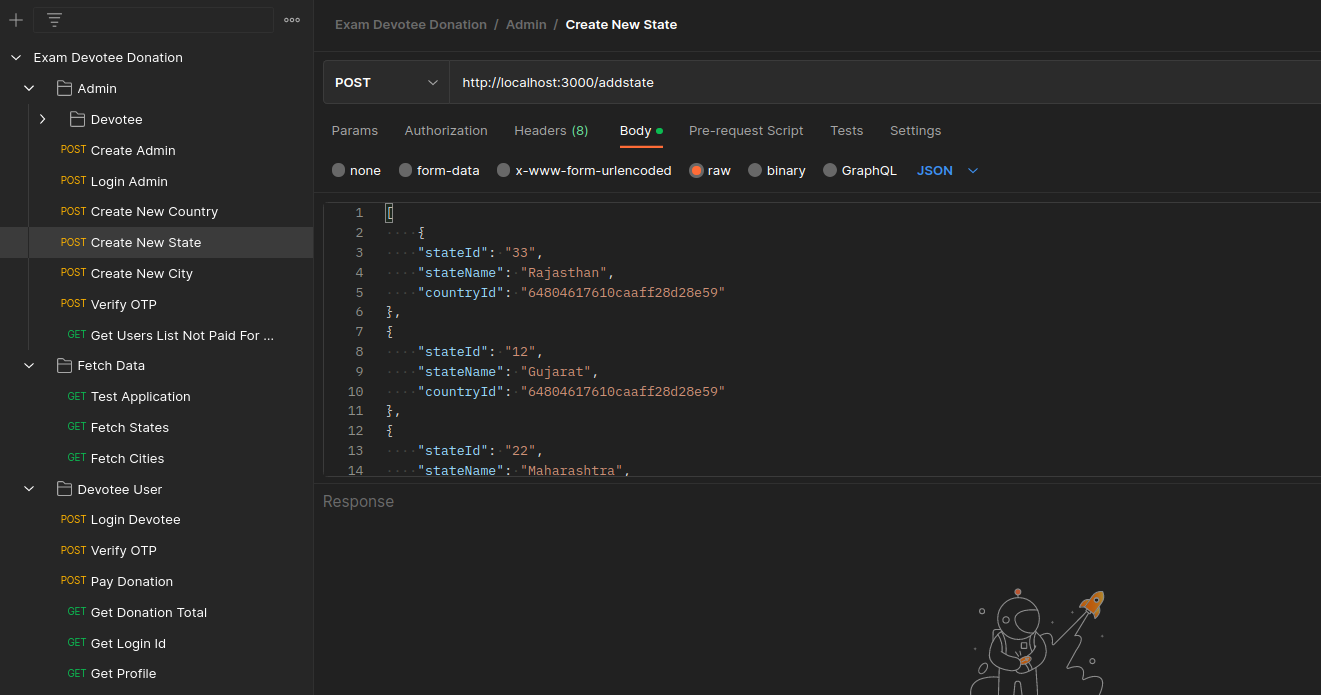 Exam Devotee Donation
Admin
Devotee
POST Create Admin
POST Login Admin
POST Create New Country
POST Create New State
POST Create New City
POST Verify OTP
GET Get Users List Not Paid For ...
Fetch Data
GET Test Application
GET Fetch States
GET Fetch Cities
Devotee User
POST Login Devotee
POST Verify OTP
POST Pay Donation
GET Get Donation Total
GET Get Login Id
GET Get Profile
Exam Devotee Donation / Admin / Create New State
POST http://localhost:3000/addstate
Params Authorization Headers (8) Body Pre-request Script Tests Settings
none form-data x-www-form-urlencoded raw binary GraphQL JSON
1 [
2 {
3 "stateId": "33",
4 "stateName": "Rajasthan",
5 "countryId": "64804617610caaff28d28e59"
6 },
7 {
8 "stateId": "12",
9 "stateName": "Gujarat",
10 "countryId": "64804617610caaff28d28e59"
11 },
12 {
13 "stateId": "22",
14 "stateName": "Maharashtra",
Response